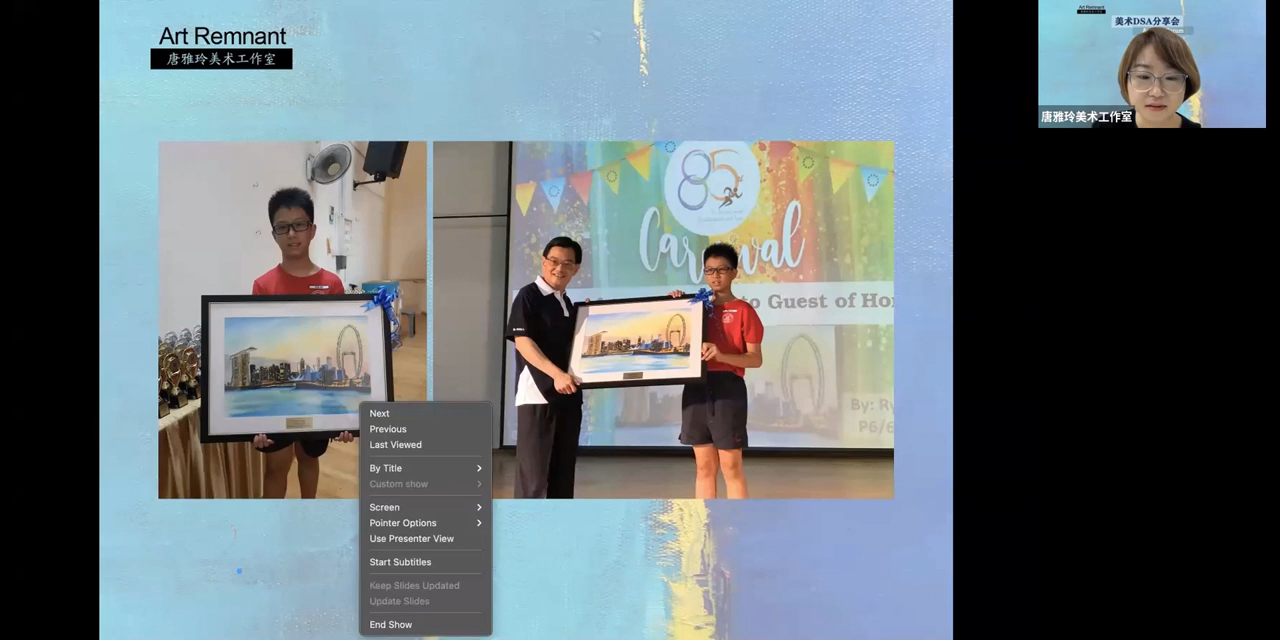 Art Remnant
唐雅玲美术工作室
85
Carnival
to Guest of Ho
By: Ry
P6/6
Next
Previous
Last Viewed
By Title
Custom show
Screen
Pointer Options
Use Presenter View
Start Subtitles
Keep Slides Updated
Update Slides
End Show
Art Remnant
美术DSA分享会
唐雅玲美术工作室